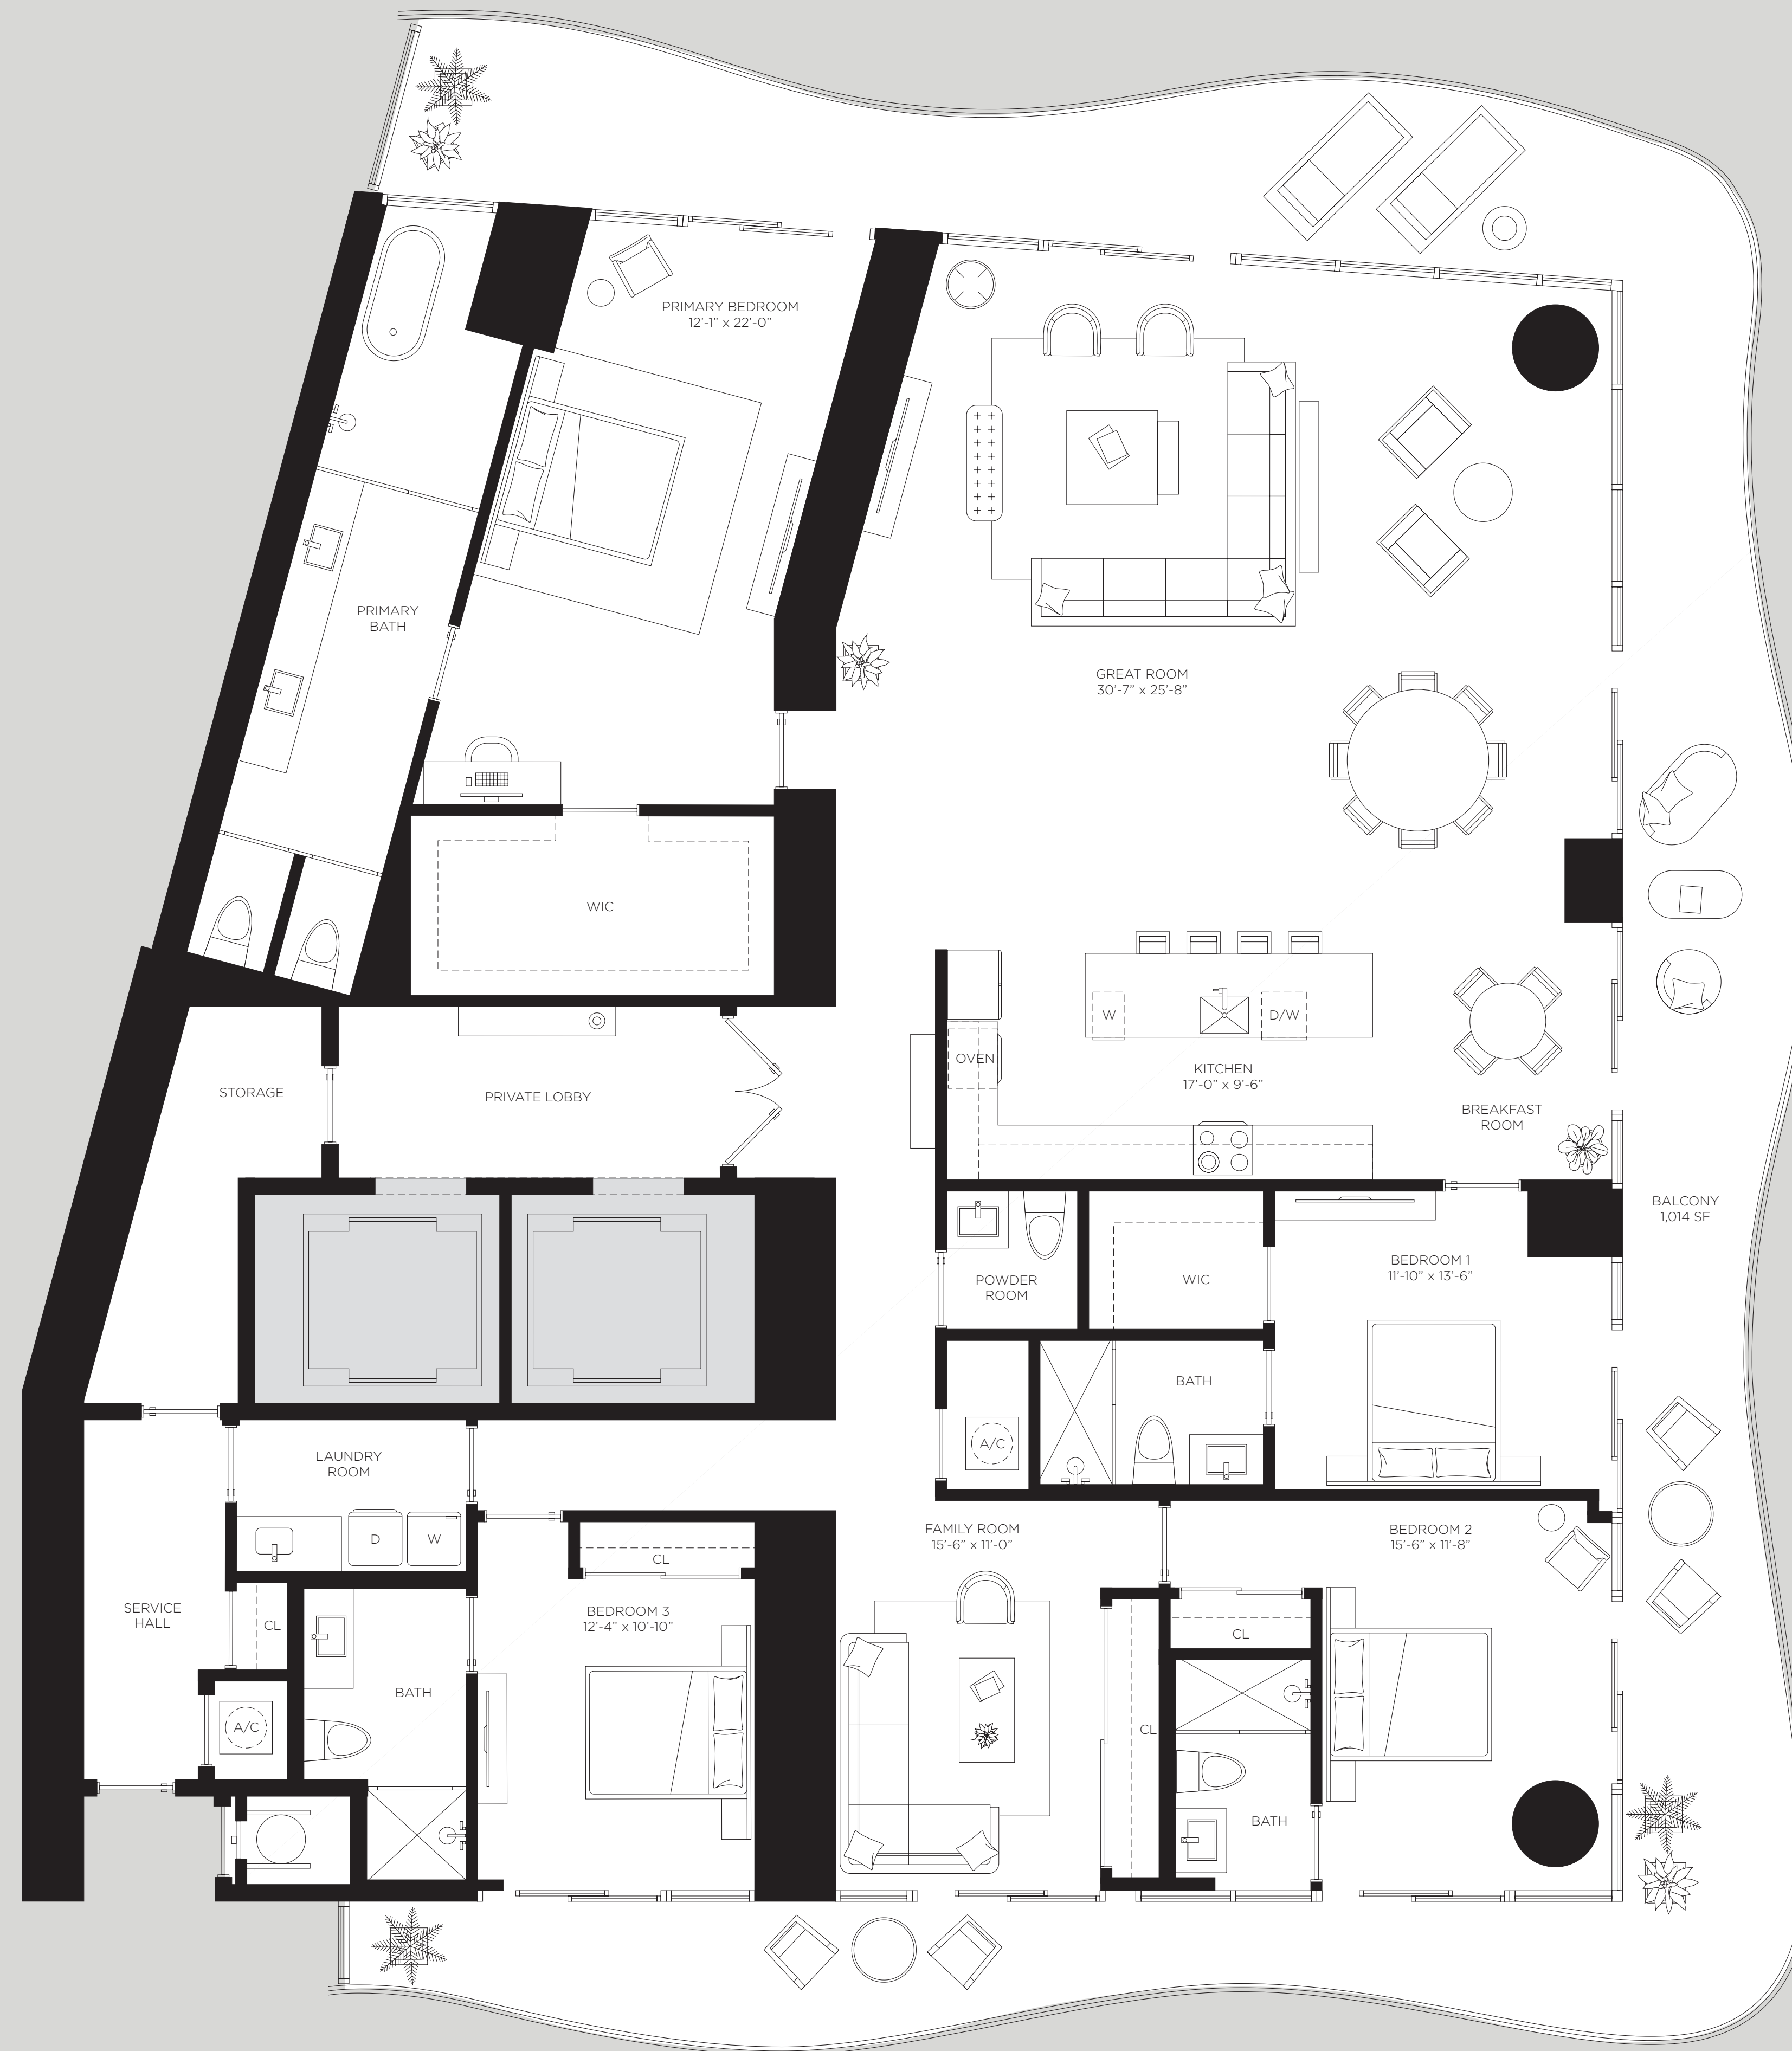 PRIMARY BEDROOM
12'-1” x 22'-0”
PRIMARY
BATH
GREAT ROOM
30'-7” x 25'-8”
WIC
W
D/W
OVEN
KITCHEN
17'-0” x 9'-6”
STORAGE
PRIVATE LOBBY
BREAKFAST
ROOM
BALCONY
1,014 SF
POWDER
ROOM
WIC
BEDROOM 1
11'-10” x 13'-6”
BATH
A/C
LAUNDRY
ROOM
D
W
FAMILY ROOM
15'-6” x 11'-0”
BEDROOM 2
15'-6” x 11'-8”
CL
SERVICE
HALL
CL
BEDROOM 3
12'-4” x 10'-10”
CL
BATH
A/C
CL
BATH